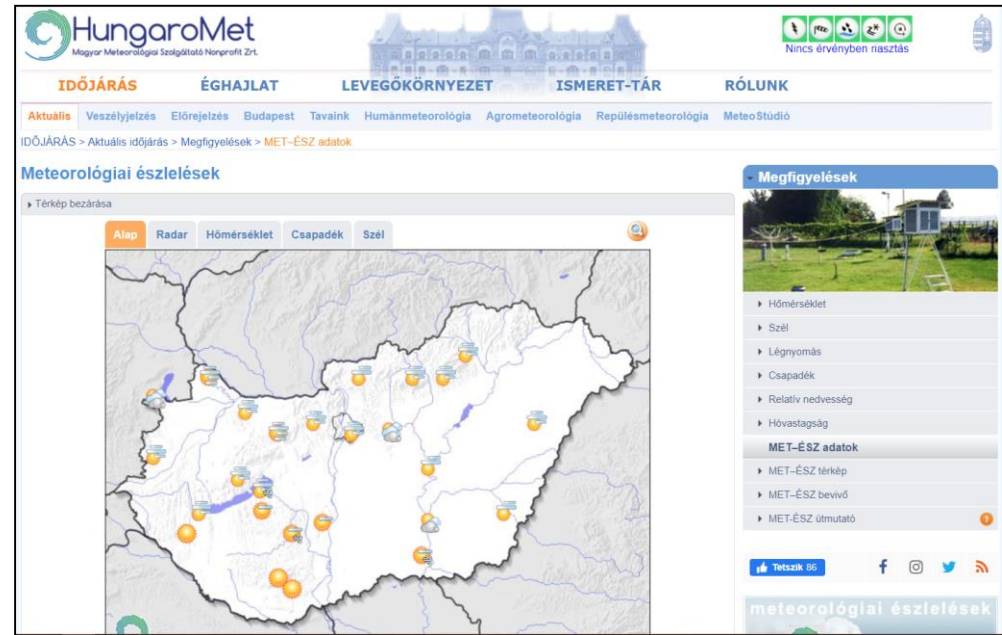 HungaroMet
Magyar Meteorológiai Szolgáltató Nonprofit Zrt.
Nincs érvényben riasztás
IDŐJÁRÁS ÉGHAJLAT LEVEGŐKÖRNYEZET ISMERET-TÁR RÓLUNK
Aktuális Veszélyjelzés Előrejelzés Budapest Tavaink Humánmeteorológia Agrometeorológia Repülésmeteorológia MeteoStúdió
IDŐJÁRÁS > Aktuális időjárás > Megfigyelések > MET–ÉSZ adatok
Meteorológiai észlelések
Térkép bezárása
Alap Radar Hőmérséklet Csapadék Szél
Megfigyelések
Hőmérséklet
Szél
Légnyomás
Csapadék
Relatív nedvesség
Hóvastagság
MET–ÉSZ adatok
MET–ÉSZ térkép
MET–ÉSZ bevivő
MET-ÉSZ útmutató
Tetszik 86
meteorológiai észlelések